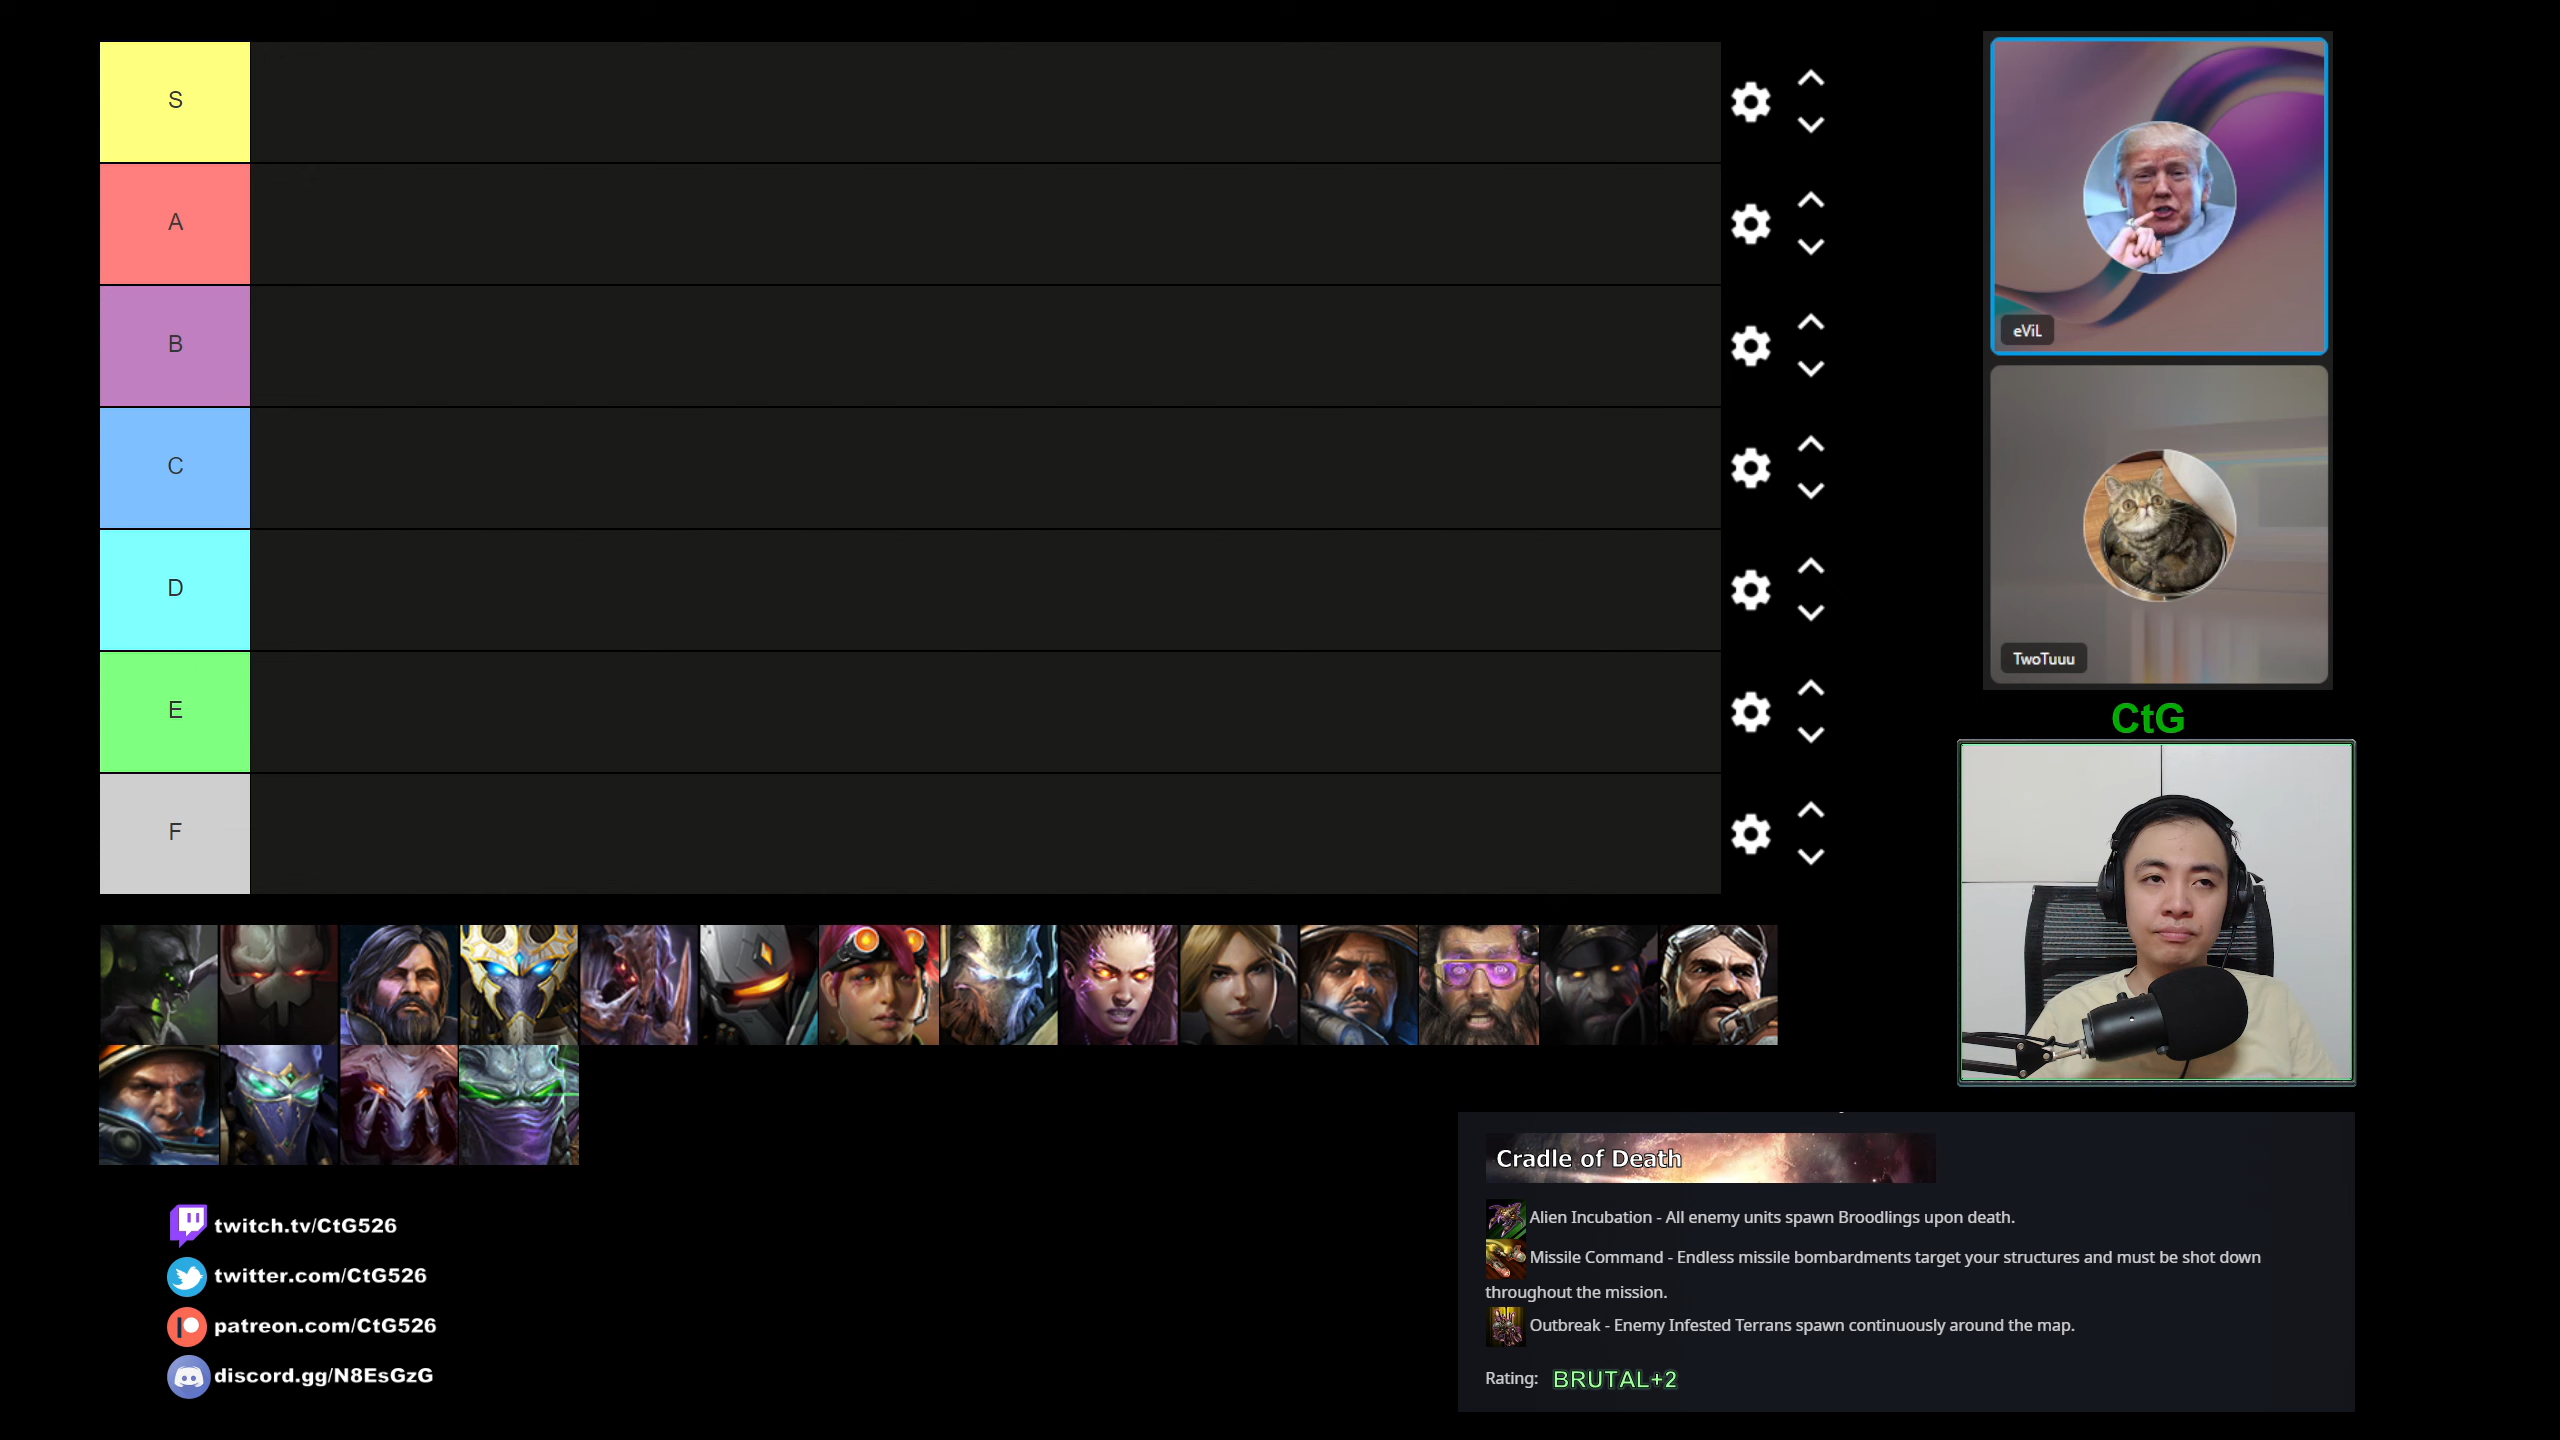 S
A
B
C
D
E
F
eViL
TwoTuuu
CtG
twitch.tv/CtG526
twitter.com/CtG526
patreon.com/CtG526
discord.gg/N8EsGzG
Cradle of Death
Alien Incubation - All enemy units spawn Broodlings upon death.
Missile Command - Endless missile bombardments target your structures and must be shot down
throughout the mission.
Outbreak - Enemy Infested Terrans spawn continuously around the map.
Rating: BRUTAL+2